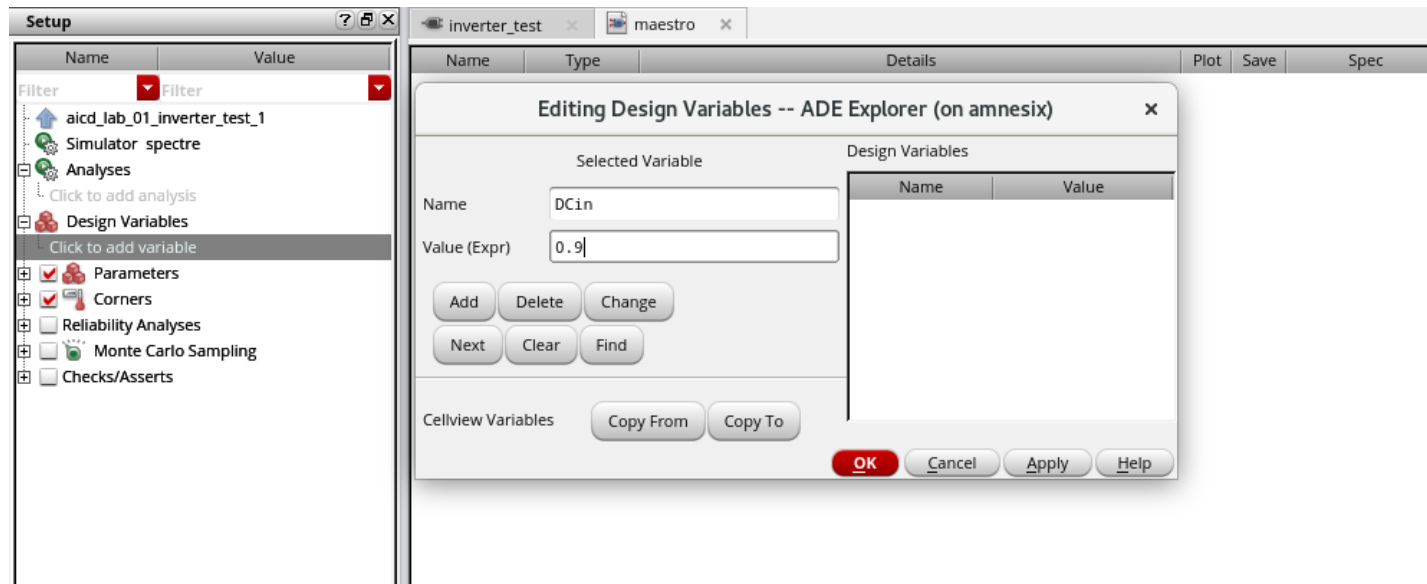 Setup
Name Value
Filter Filter
aicd_lab_01_inverter_test_1
Simulator spectre
Analyses
Click to add analysis
Design Variables
Click to add variable
Parameters
Corners
Reliability Analyses
Monte Carlo Sampling
Checks/Asserts
inverter_test maestro
Name Type Details Plot Save Spec
Editing Design Variables -- ADE Explorer (on amnesix)
Selected Variable
Name DCin
Value (Expr) 0.9
Add Delete Change
Next Clear Find
Cellview Variables Copy From Copy To
Design Variables
Name Value
OK Cancel Apply Help